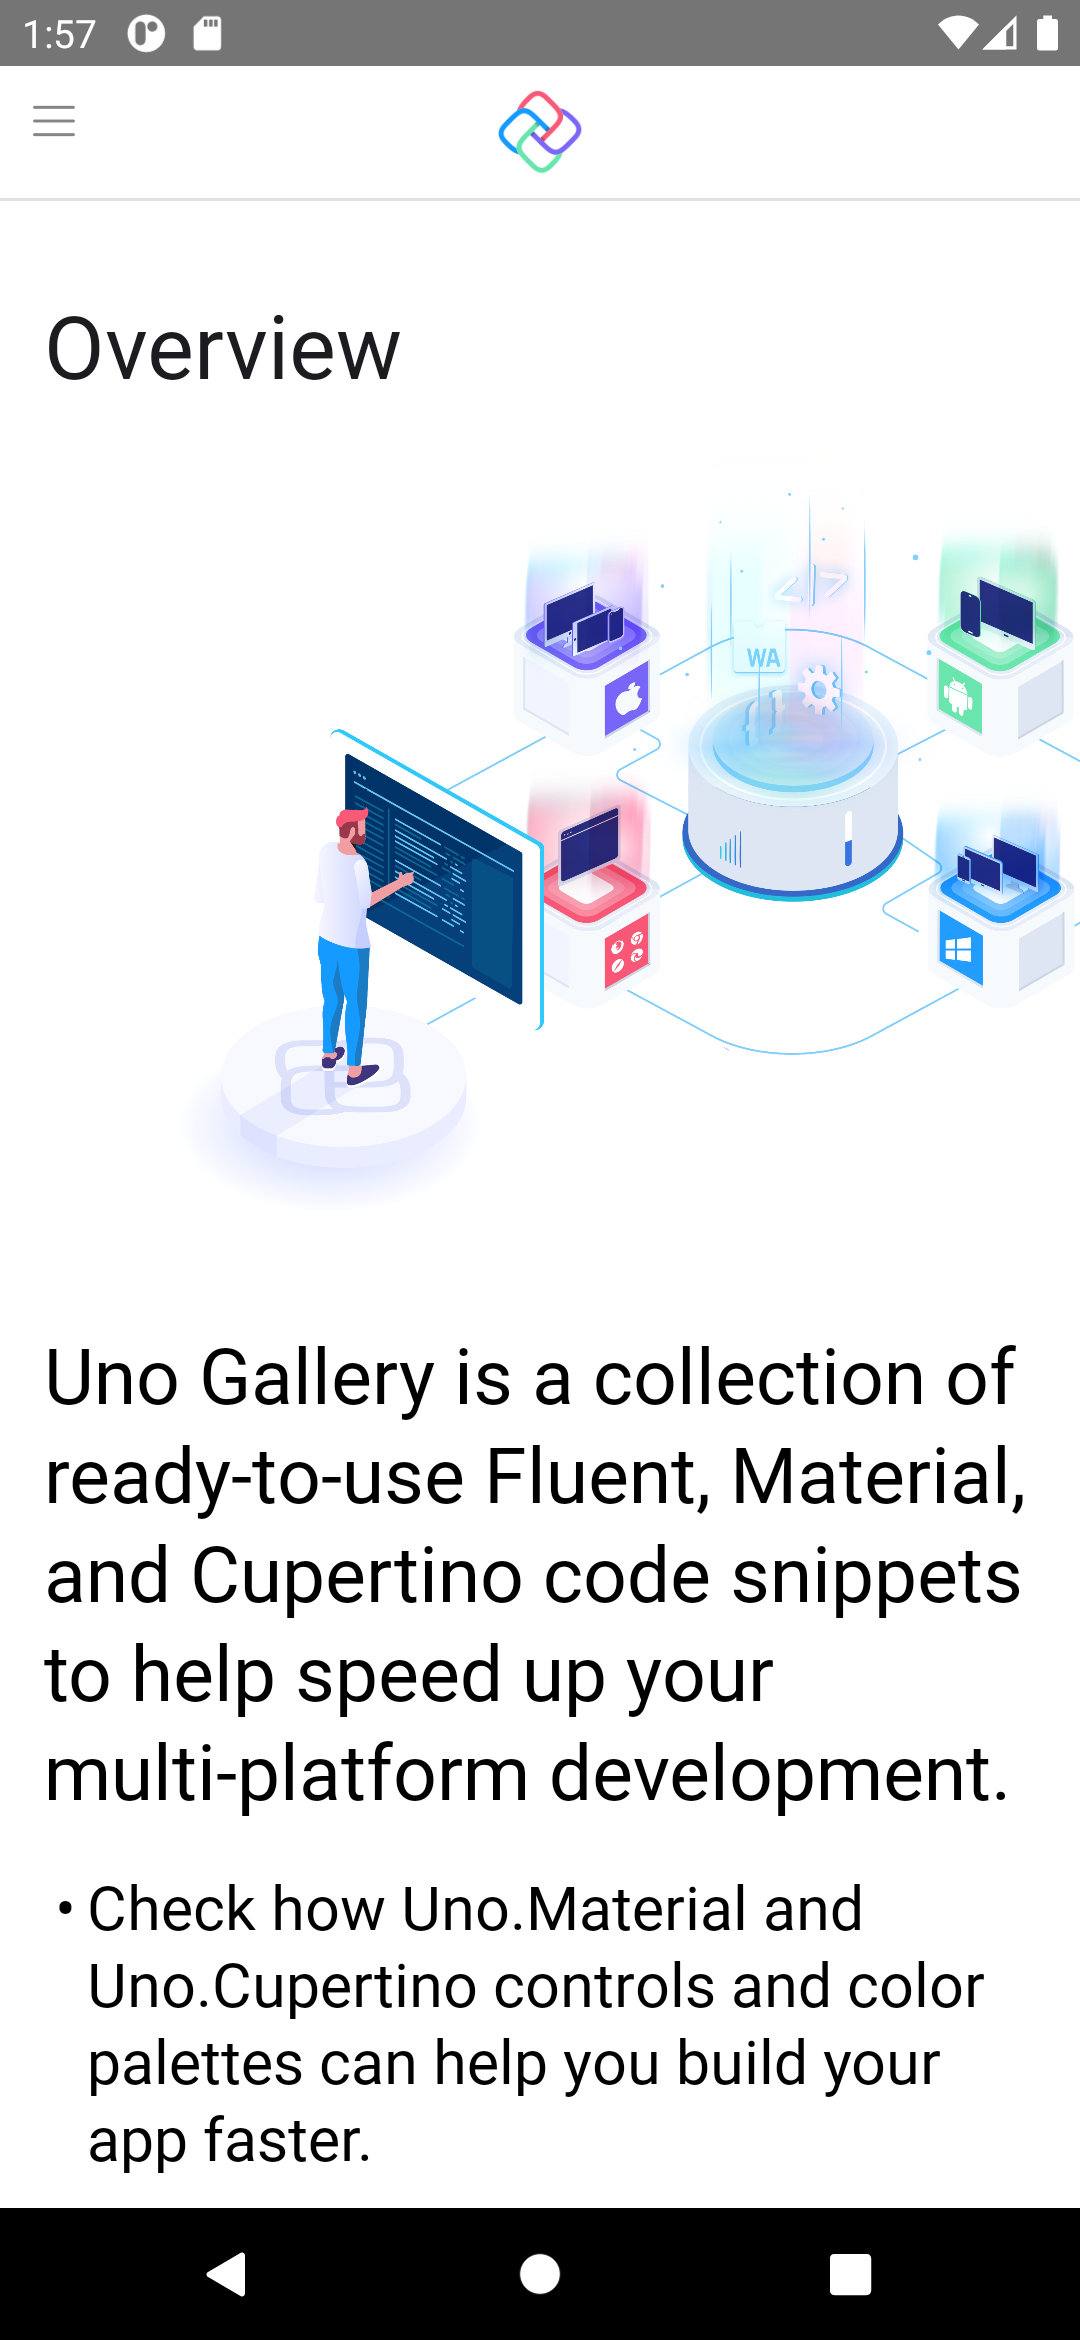 1:57
Overview
</>
WA
{ }
Uno Gallery is a collection of
ready-to-use Fluent, Material,
and Cupertino code snippets
to help speed up your
multi-platform development.
• Check how Uno.Material and
Uno.Cupertino controls and color
palettes can help you build your
app faster.